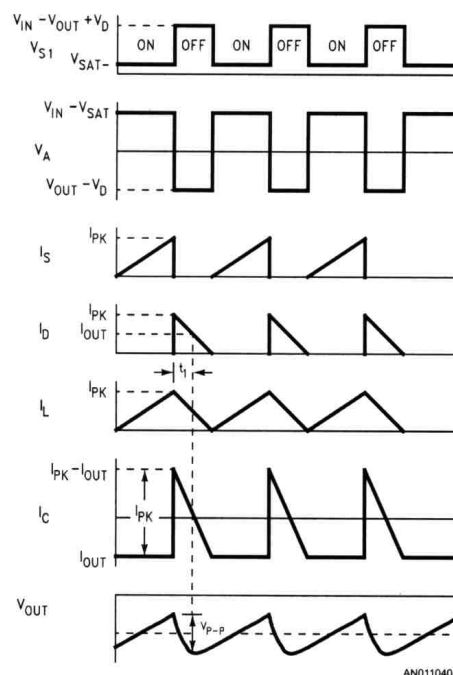 V_IN − V_OUT + V_D
V_S1
ON OFF ON OFF ON OFF
V_SAT−
V_IN − V_SAT
V_A
V_OUT − V_D
I_PK
I_S
I_PK
I_D
I_OUT
t_1
I_PK
I_L
I_PK − I_OUT
I_C
I_PK
I_OUT
V_OUT
V_P-P
AN011040